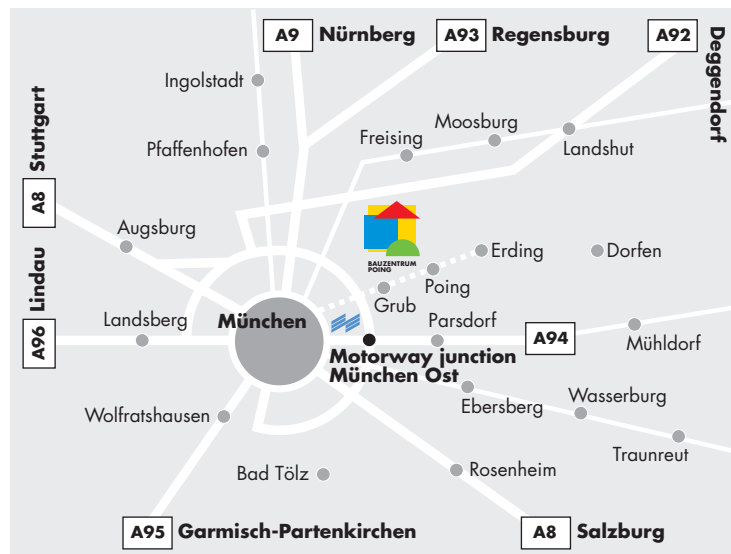 A9 Nürnberg
A93 Regensburg
A92
Deggendorf
Ingolstadt
Stuttgart
A8
Pfaffenhofen
Freising
Moosburg
Landshut
Augsburg
BAUZENTRUM
POING
Erding
Dorfen
Poing
Grub
Lindau
A96
Landsberg
München
Parsdorf
A94
Mühldorf
Motorway junction
München Ost
Ebersberg
Wasserburg
Traunreut
Wolfratshausen
Bad Tölz
Rosenheim
A95 Garmisch-Partenkirchen
A8 Salzburg